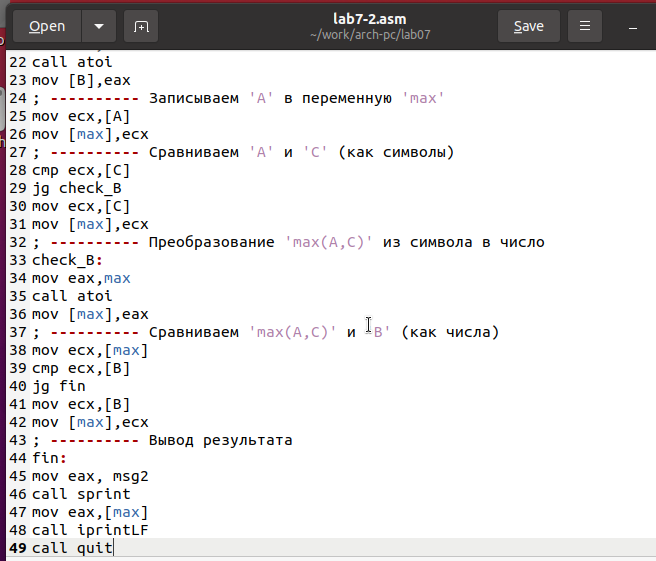 Open
lab7-2.asm
~/work/arch-pc/lab07
Save
22 call atoi
23 mov [B],eax
24 ; ---------- Записываем 'A' в переменную 'max'
25 mov ecx,[A]
26 mov [max],ecx
27 ; ---------- Сравниваем 'A' и 'C' (как символы)
28 cmp ecx,[C]
29 jg check_B
30 mov ecx,[C]
31 mov [max],ecx
32 ; ---------- Преобразование 'max(A,C)' из символа в число
33 check_B:
34 mov eax,max
35 call atoi
36 mov [max],eax
37 ; ---------- Сравниваем 'max(A,C)' и 'B' (как числа)
38 mov ecx,[max]
39 cmp ecx,[B]
40 jg fin
41 mov ecx,[B]
42 mov [max],ecx
43 ; ---------- Вывод результата
44 fin:
45 mov eax, msg2
46 call sprint
47 mov eax,[max]
48 call iprintLF
49 call quit